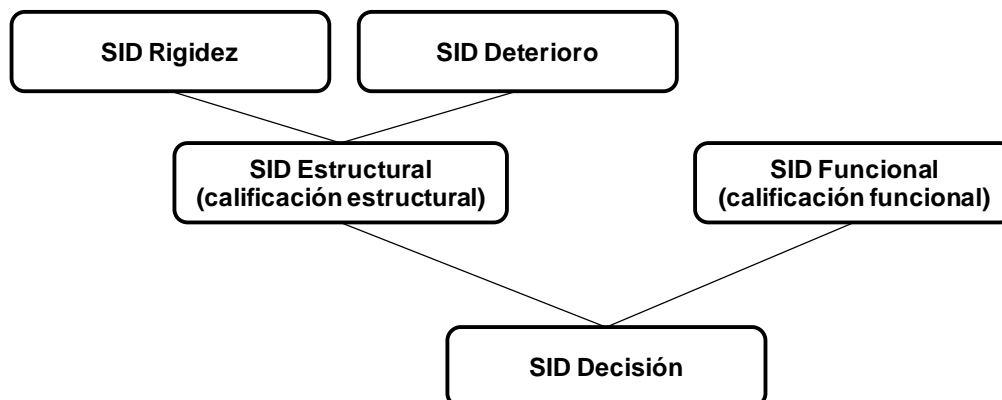 SID Rigidez
SID Deterioro
SID Estructural
(calificación estructural)
SID Funcional
(calificación funcional)
SID Decisión